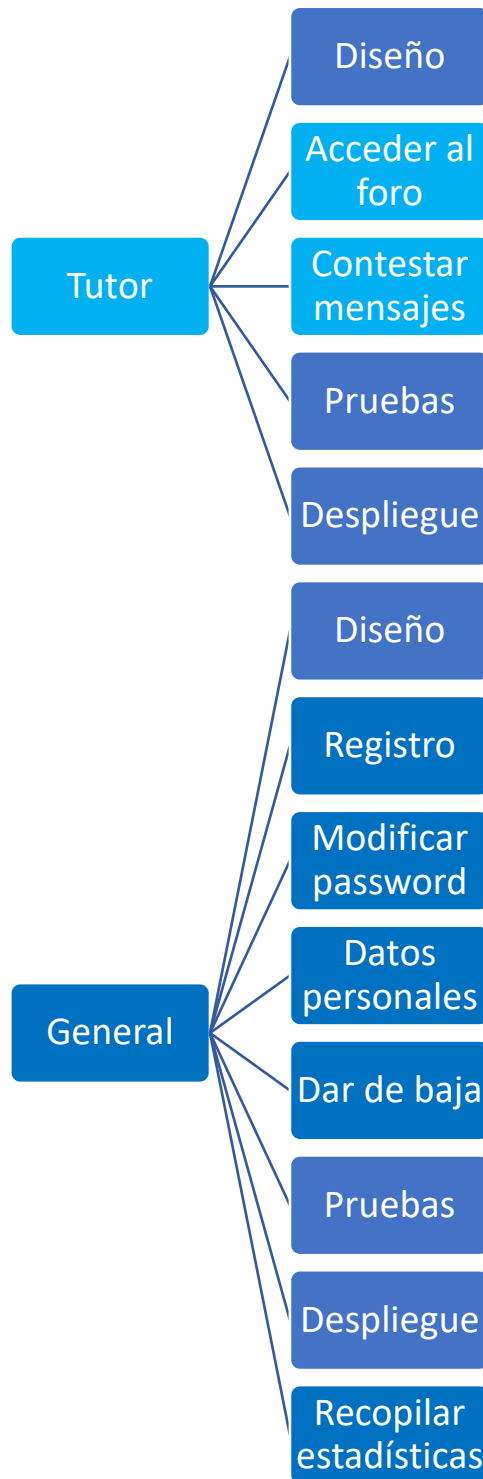 Diseño
Acceder al
foro
Tutor
Contestar
mensajes
Pruebas
Despliegue
Diseño
Registro
Modificar
password
Datos
personales
General
Dar de baja
Pruebas
Despliegue
Recopilar
estadísticas